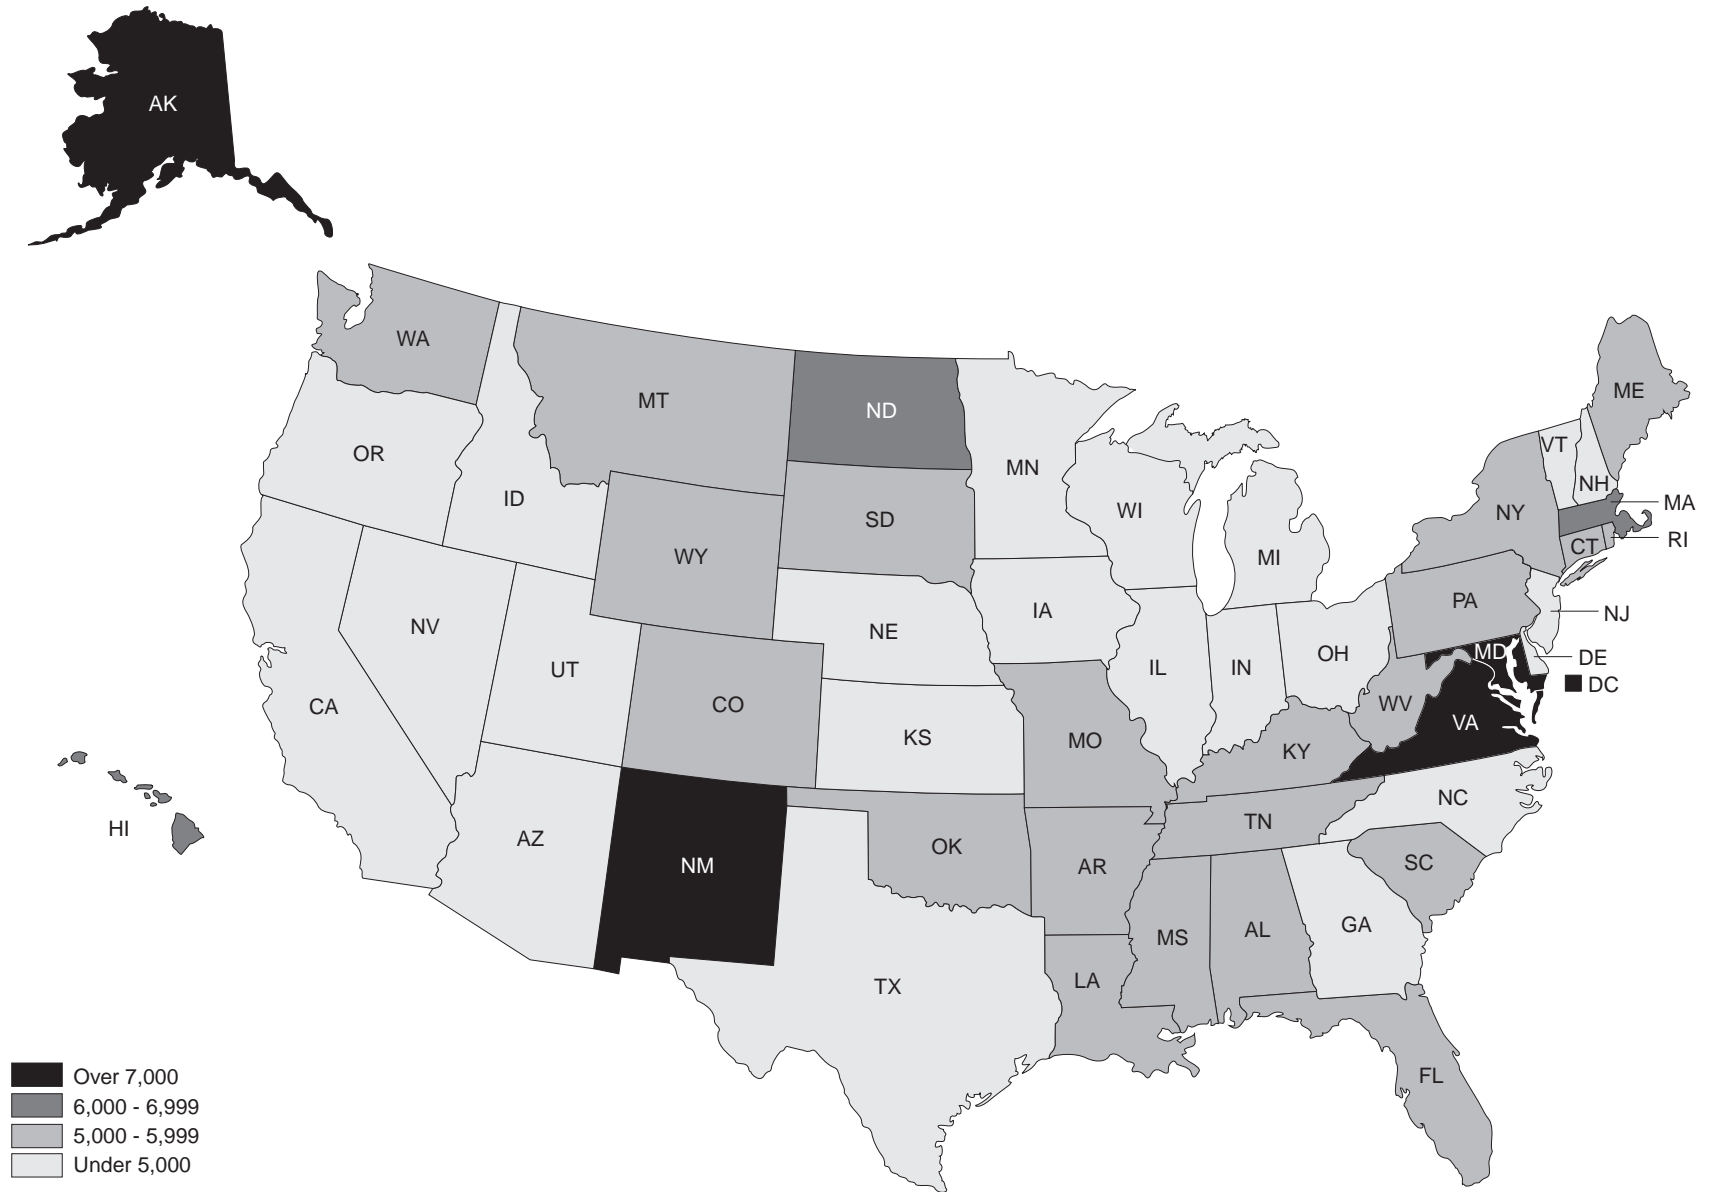 AK
WA
MT
ND
ME
OR
ID
MN
VT
NH
MA
WI
NY
SD
RI
CT
WY
MI
PA
IA
NJ
NV
NE
UT
OH
MD
DE
IL
IN
DC
CA
CO
WV
VA
KS
MO
KY
NC
HI
AZ
TN
OK
NM
AR
SC
GA
MS
AL
LA
TX
FL
Over 7,000
6,000 - 6,999
5,000 - 5,999
Under 5,000